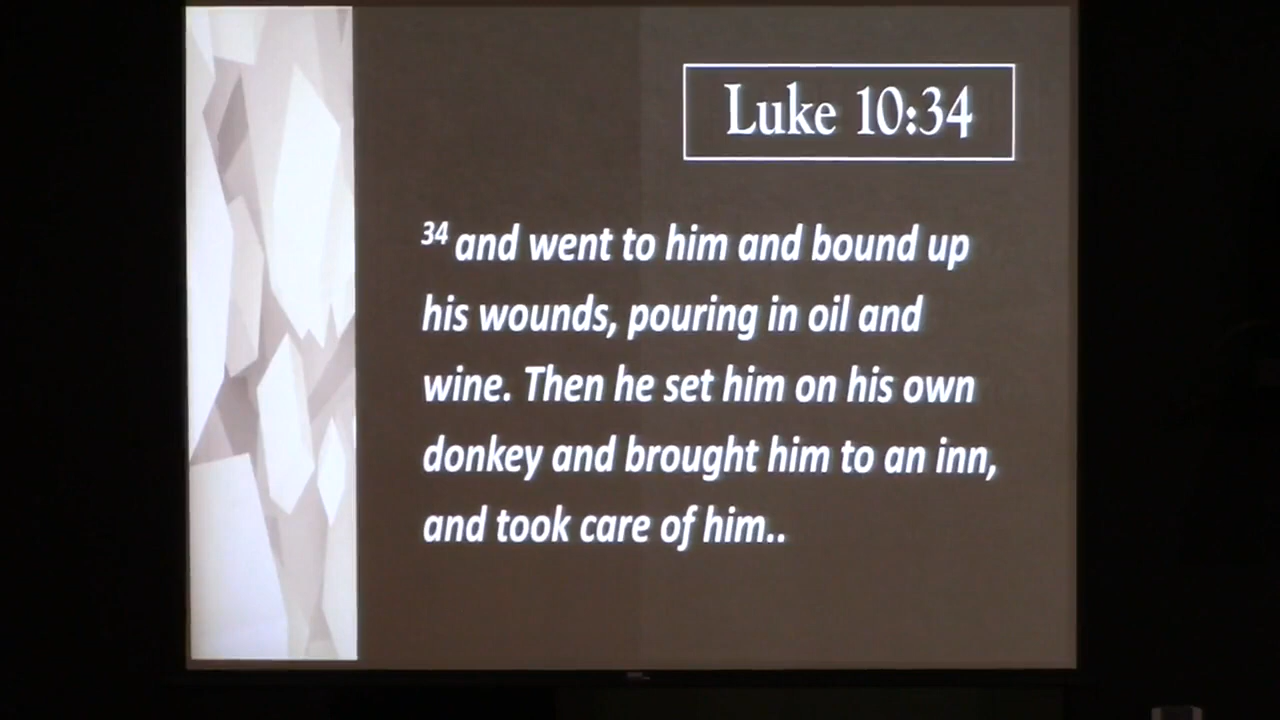 Luke 10:34
34 and went to him and bound up
his wounds, pouring in oil and
wine. Then he set him on his own
donkey and brought him to an inn,
and took care of him..